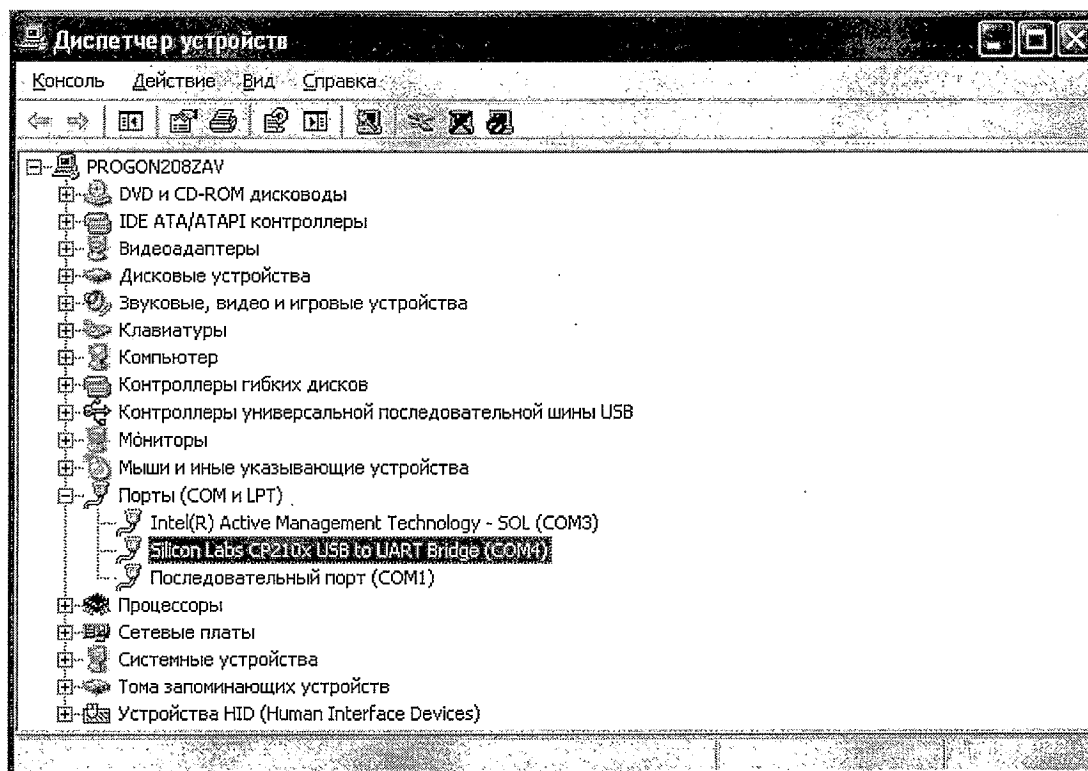 Диспетчер устройств
Консоль Действие Вид Справка
PROGON208ZAV
DVD и CD-ROM дисководы
IDE ATA/ATAPI контроллеры
Видеоадаптеры
Дисковые устройства
Звуковые, видео и игровые устройства
Клавиатуры
Компьютер
Контроллеры гибких дисков
Контроллеры универсальной последовательной шины USB
Мониторы
Мыши и иные указывающие устройства
Порты (COM и LPT)
Intel(R) Active Management Technology - SOL (COM3)
Silicon Labs CP210x USB to UART Bridge (COM4)
Последовательный порт (COM1)
Процессоры
Сетевые платы
Системные устройства
Тома запоминающих устройств
Устройства HID (Human Interface Devices)